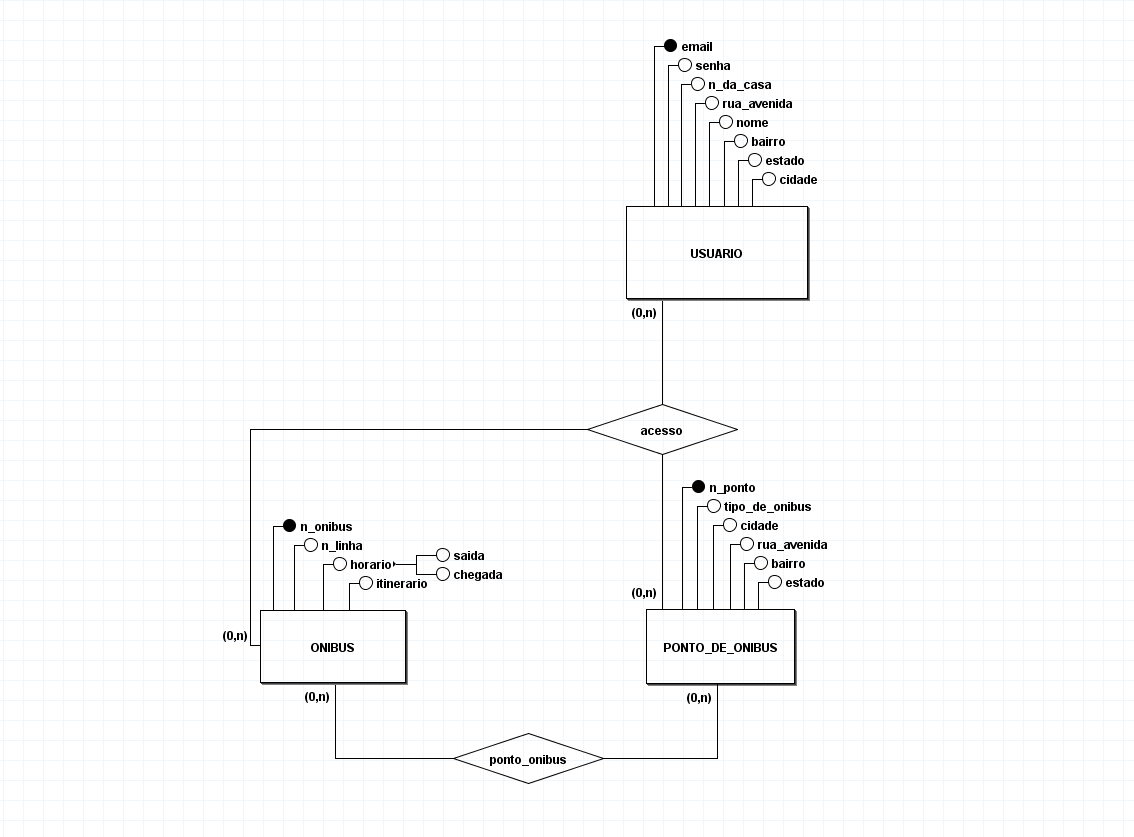 email
senha
n_da_casa
rua_avenida
nome
bairro
estado
cidade
USUARIO
(0,n)
acesso
n_ponto
tipo_de_onibus
cidade
rua_avenida
bairro
estado
(0,n)
PONTO_DE_ONIBUS
(0,n)
n_onibus
n_linha
horario
saida
chegada
itinerario
(0,n)
ONIBUS
(0,n)
ponto_onibus